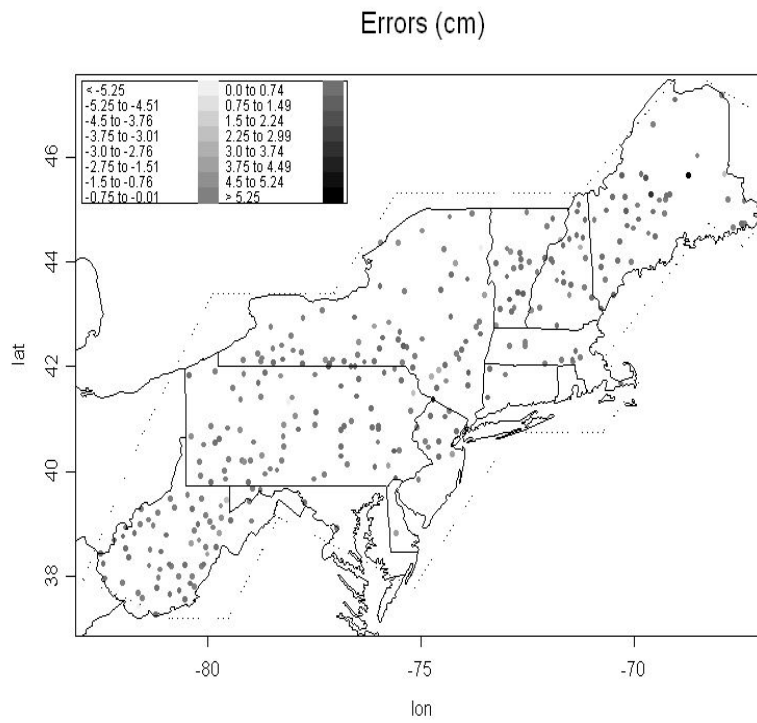 Errors (cm)
< -5.25 0.0 to 0.74
-5.25 to -4.51 0.75 to 1.49
-4.5 to -3.76 1.5 to 2.24
-3.75 to -3.01 2.25 to 2.99
-3.0 to -2.76 3.0 to 3.74
-2.75 to -1.51 3.75 to 4.49
-1.5 to -0.76 4.5 to 5.24
-0.75 to -0.01 > 5.25
46
44
42
40
38
lat
-80 -75 -70
lon